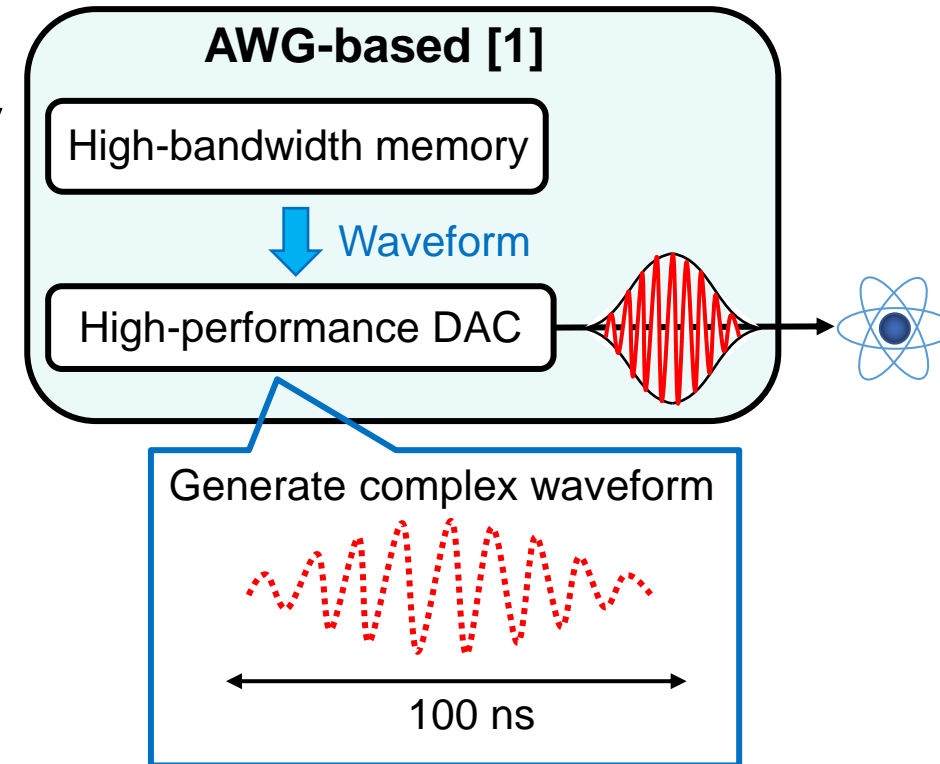 AWG-based [1]
High-bandwidth memory
Waveform
High-performance DAC
Generate complex waveform
100 ns